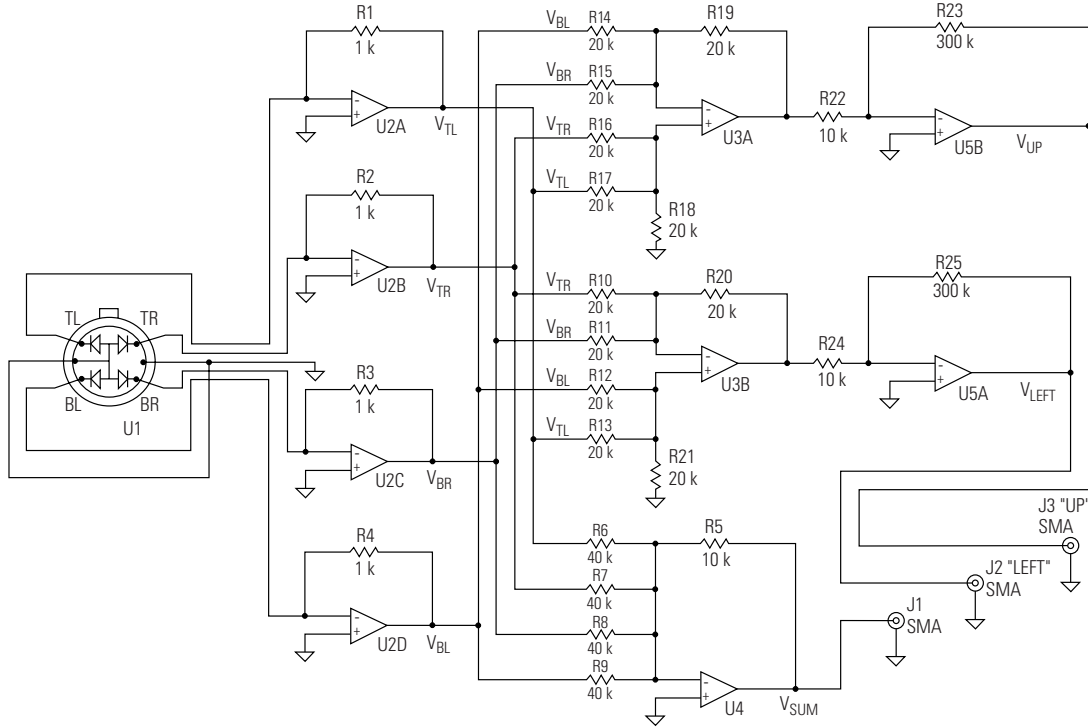 R1
1 k
-
+
U2A
V_TL
R2
1 k
-
+
U2B
V_TR
R3
1 k
-
+
U2C
V_BR
R4
1 k
-
+
U2D
V_BL
TL
TR
BL
BR
U1
V_BL
R14
20 k
V_BR
R15
20 k
V_TR
R16
20 k
V_TL
R17
20 k
R18
20 k
R19
20 k
-
+
U3A
R22
10 k
R23
300 k
-
+
U5B
V_UP
V_TR
R10
20 k
V_BR
R11
20 k
V_BL
R12
20 k
V_TL
R13
20 k
R21
20 k
R20
20 k
-
+
U3B
R24
10 k
R25
300 k
-
+
U5A
V_LEFT
R6
40 k
R7
40 k
R8
40 k
R9
40 k
R5
10 k
-
+
U4
V_SUM
J3 "UP"
SMA
J2 "LEFT"
SMA
J1
SMA